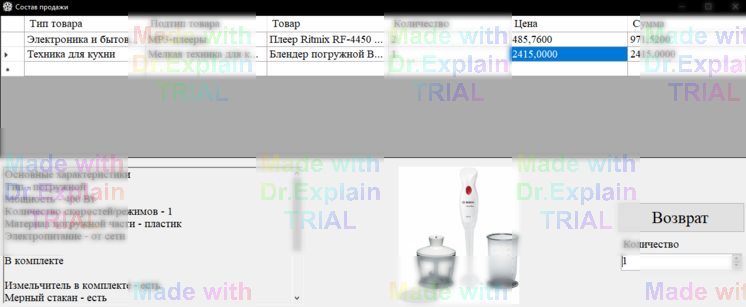 Состав продажи
Тип товара Подтип товара Товар Количество Цена Сумма
Электроника и бытов MP3-плееры Плеер Ritmix RF-4450 ... 2 485,7600 971,5200
Техника для кухни Мелкая техника для к... Блендер погружной B... 1 2415,0000 2415,0000
Made with Made with Made with
Dr.Explain Dr.Explain Dr.Explain
TRIAL TRIAL TRIAL
Основные характеристики
Тип - погружной
Мощность - 400 Вт
Количество скоростей/режимов - 1
Материал погружной части - пластик
Электропитание - от сети
В комплекте
Измельчитель в комплекте - есть
Мерный стакан - есть
Made with Made with Made with
Dr.Explain Dr.Explain Dr.Explain
TRIAL TRIAL TRIAL
BOSCH
Возврат
Количество
1
Made with Made with Made with